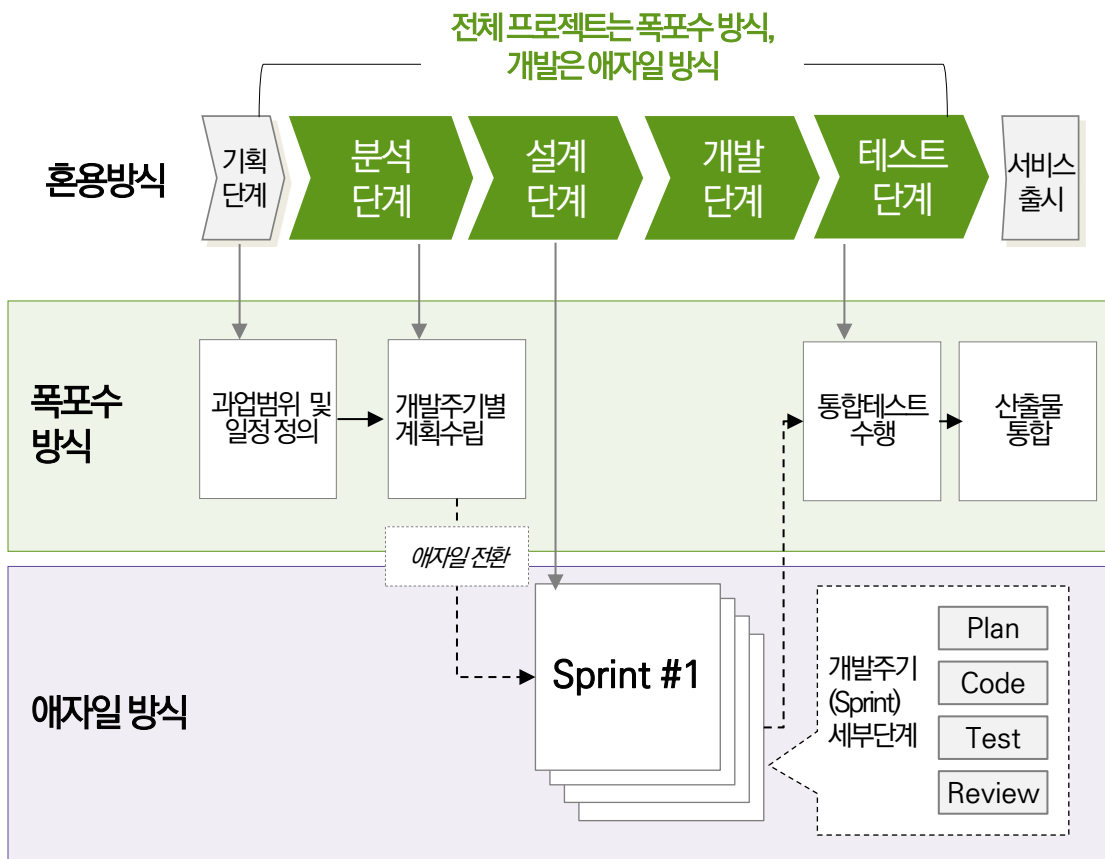 전체 프로젝트는 폭포수 방식,
개발은 애자일 방식
혼용방식
기획
단계
분석
단계
설계
단계
개발
단계
테스트
단계
서비스
출시
폭포수
방식
과업범위 및
일정 정의
개발주기별
계획수립
통합테스트
수행
산출물
통합
애자일 전환
애자일 방식
Sprint #1
개발주기
(Sprint)
세부단계
Plan
Code
Test
Review